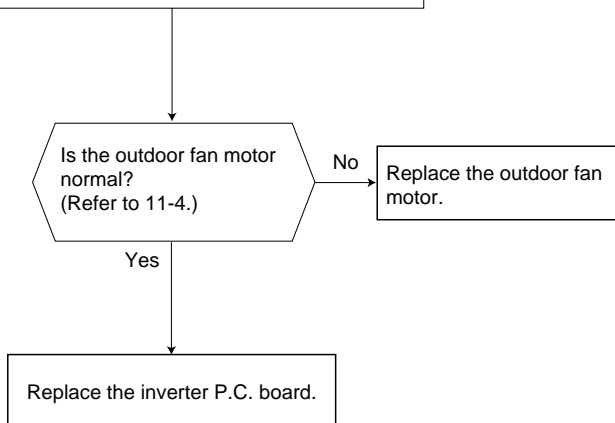 Is the outdoor fan motor
normal?
(Refer to 11-4.)
No
Replace the outdoor fan
motor.
Yes
Replace the inverter P.C. board.